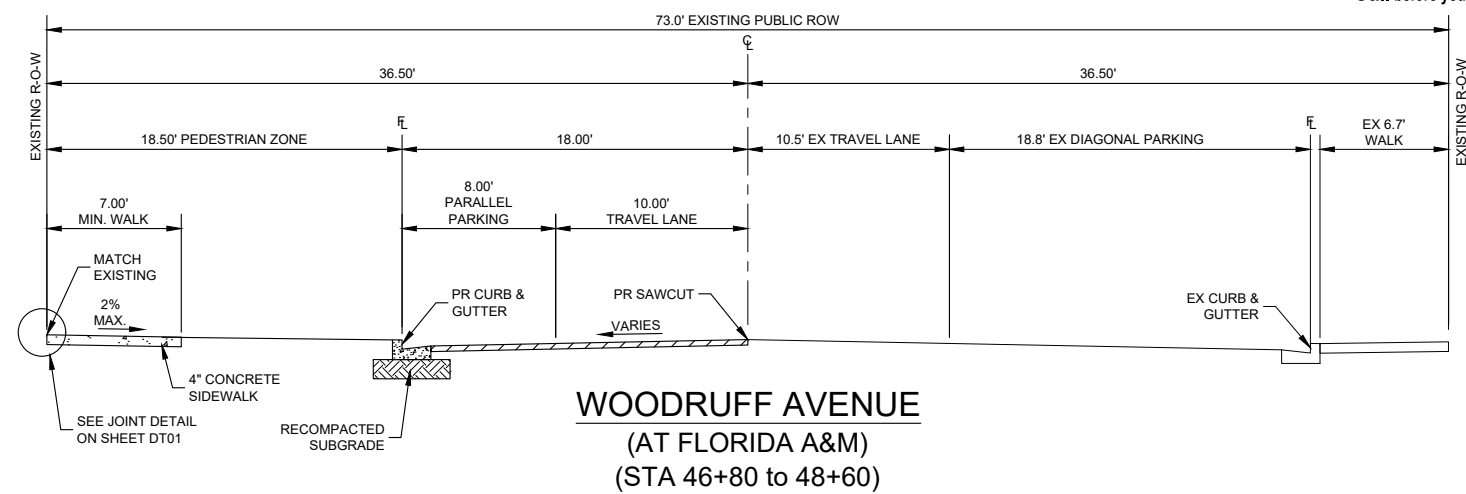 before you
73.0' EXISTING PUBLIC ROW
EXISTING R-O-W
CL
EXISTING R-O-W
36.50'
36.50'
FL
FL
18.50' PEDESTRIAN ZONE
18.00'
10.5' EX TRAVEL LANE
18.8' EX DIAGONAL PARKING
EX 6.7'
WALK
7.00'
MIN. WALK
8.00'
PARALLEL
PARKING
10.00'
TRAVEL LANE
MATCH
EXISTING
2%
MAX.
PR CURB &
GUTTER
PR SAWCUT
VARIES
EX CURB &
GUTTER
4" CONCRETE
SIDEWALK
SEE JOINT DETAIL
ON SHEET DT01
RECOMPACTED
SUBGRADE
WOODRUFF AVENUE
(AT FLORIDA A&M)
(STA 46+80 to 48+60)